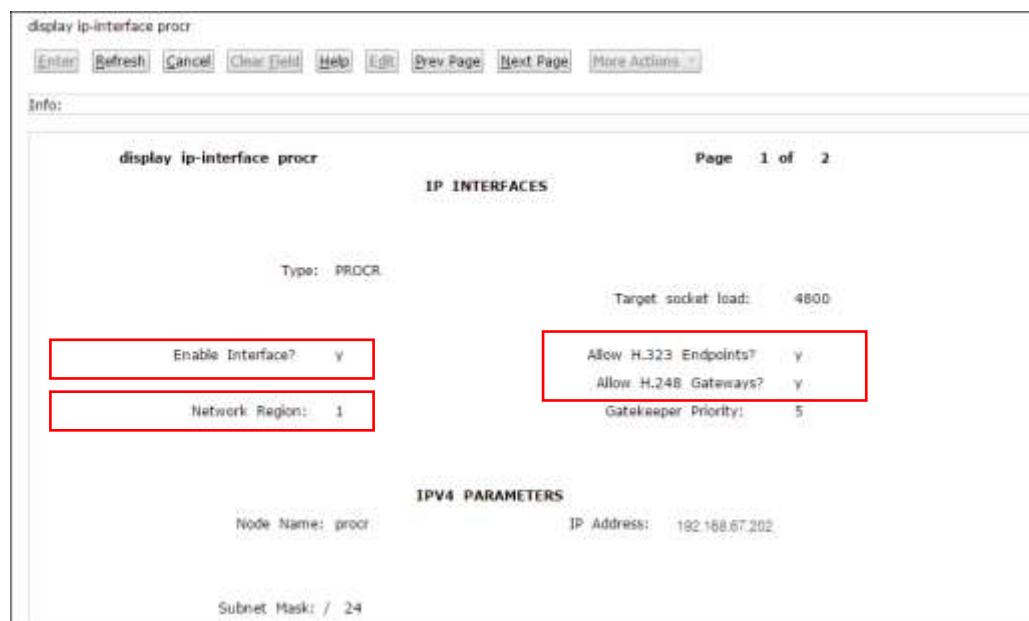 display ip-interface procr
Enter Refresh Cancel Clear Field Help Edit Prev Page Next Page More Actions
Info:
display ip-interface procr Page 1 of 2
IP INTERFACES
Type: PROCR
Target socket load: 4800
Enable Interface? y Allow H.323 Endpoints? y
Allow H.248 Gateways? y
Network Region: 1 Gatekeeper Priority: 5
IPV4 PARAMETERS
Node Name: procr IP Address: 192.168.67.202
Subnet Mask: / 24